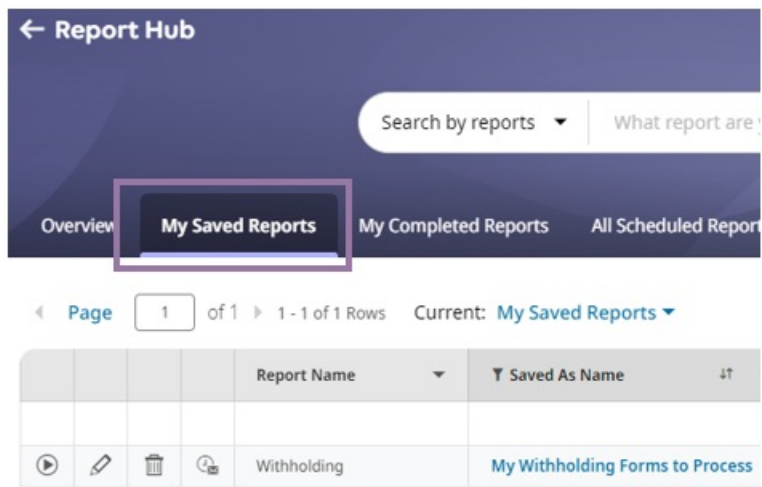 ← Report Hub
Search by reports What report are
Overview My Saved Reports My Completed Reports All Scheduled Report
Page 1 of 1 1 - 1 of 1 Rows Current: My Saved Reports
Report Name Saved As Name
Withholding My Withholding Forms to Process